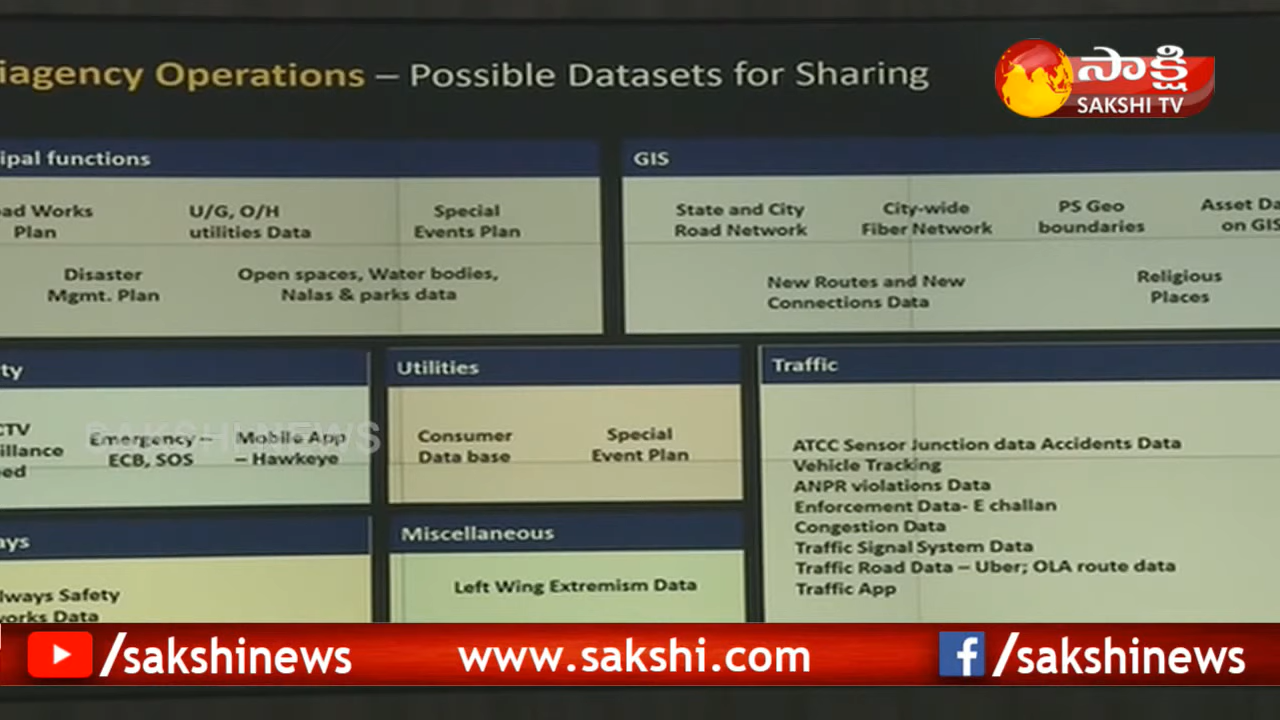 iagency Operations – Possible Datasets for Sharing
సాక్షి
SAKSHI TV
ipal functions
ad Works
Plan
U/G, O/H
utilities Data
Special
Events Plan
Disaster
Mgmt. Plan
Open spaces, Water bodies,
Nalas & parks data
GIS
State and City
Road Network
City-wide
Fiber Network
PS Geo
boundaries
Asset Da
on GIS
New Routes and New
Connections Data
Religious
Places
ty
CTV
illance
ed
Emergency –
ECB, SOS
Mobile App
– Hawkeye
SAKSHI NEWS
Utilities
Consumer
Data base
Special
Event Plan
Traffic
ATCC Sensor Junction data Accidents Data
Vehicle Tracking
ANPR violations Data
Enforcement Data- E challan
Congestion Data
Traffic Signal System Data
Traffic Road Data – Uber; OLA route data
Traffic App
ays
lways Safety
orks Data
Miscellaneous
Left Wing Extremism Data
/sakshinews
www.sakshi.com
f/sakshinews